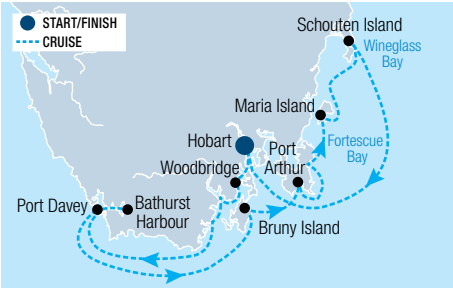 START/FINISH
CRUISE
Schouten Island
Wineglass
Bay
Maria Island
Hobart
Port
Arthur
Fortescue
Bay
Woodbridge
Port Davey
Bathurst
Harbour
Bruny Island